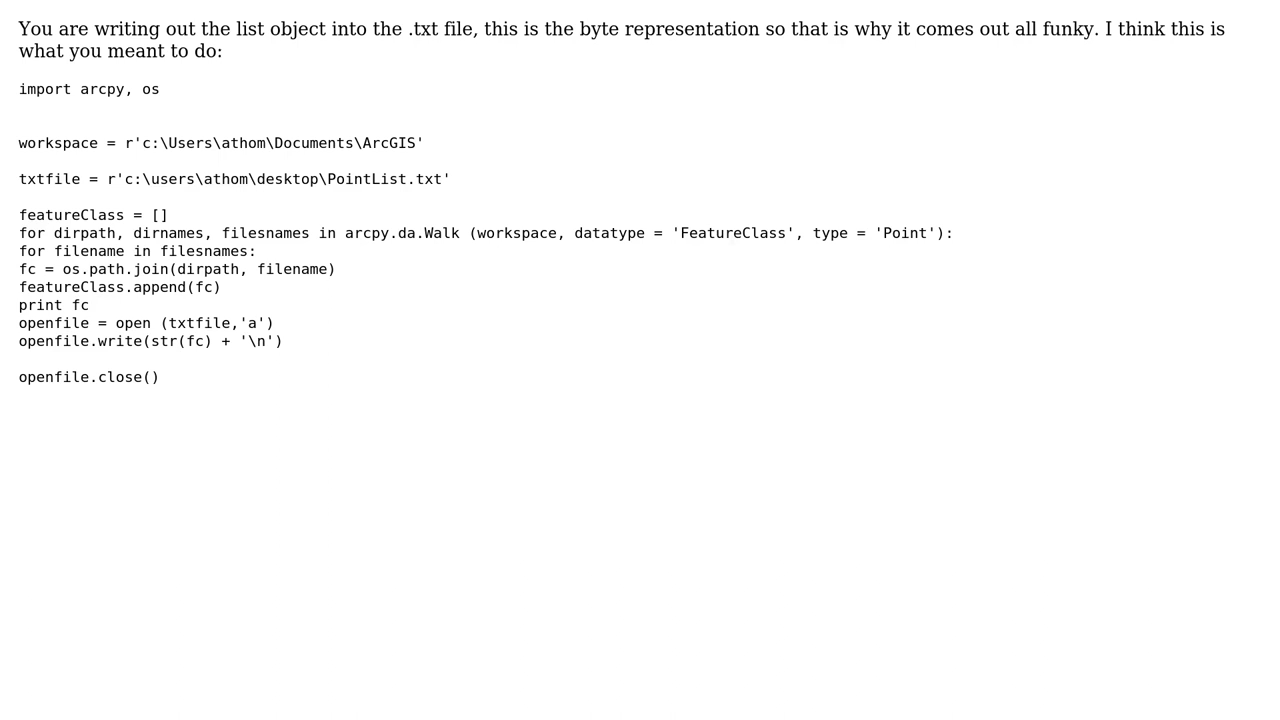 You are writing out the list object into the .txt file, this is the byte representation so that is why it comes out all funky. I think this is
what you meant to do:
import arcpy, os
workspace = r'c:\Users\athom\Documents\ArcGIS'
txtfile = r'c:\users\athom\desktop\PointList.txt'
featureClass = []
for dirpath, dirnames, filesnames in arcpy.da.Walk (workspace, datatype = 'FeatureClass', type = 'Point'):
for filename in filesnames:
fc = os.path.join(dirpath, filename)
featureClass.append(fc)
print fc
openfile = open (txtfile,'a')
openfile.write(str(fc) + '\n')
openfile.close()